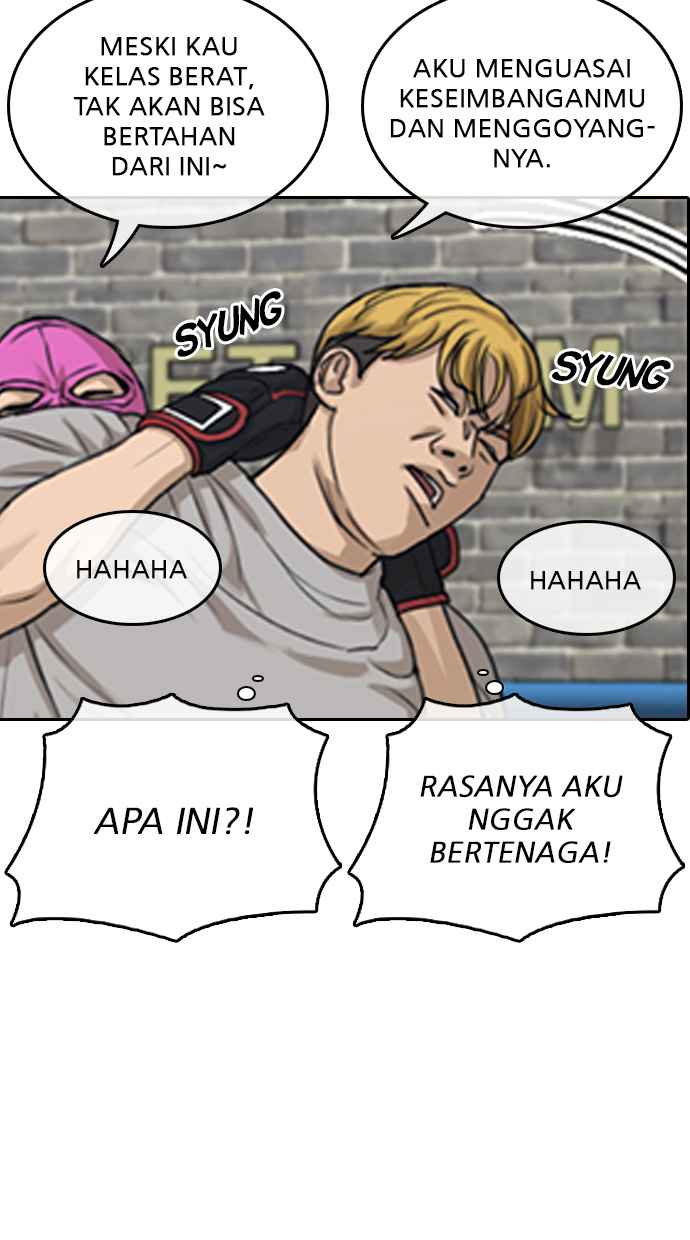 MESKI KAU
KELAS BERAT,
TAK AKAN BISA
BERTAHAN
DARI INI~
AKU MENGUASAI
KESEIMBANGANMU
DAN MENGGOYANG-
NYA.
SYUNG
SYUNG
HAHAHA
HAHAHA
APA INI?!
RASANYA AKU
NGGAK
BERTENAGA!